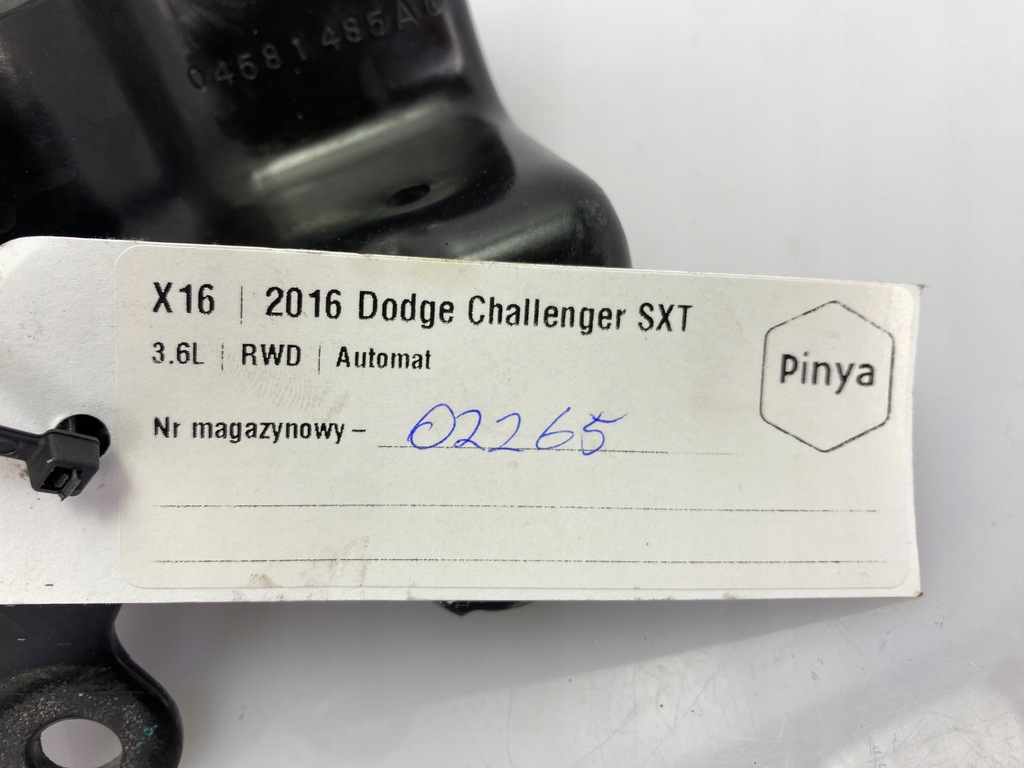 04581485AD
X16 | 2016 Dodge Challenger SXT
3.6L | RWD | Automat
Pinya
Nr magazynowy – 02265